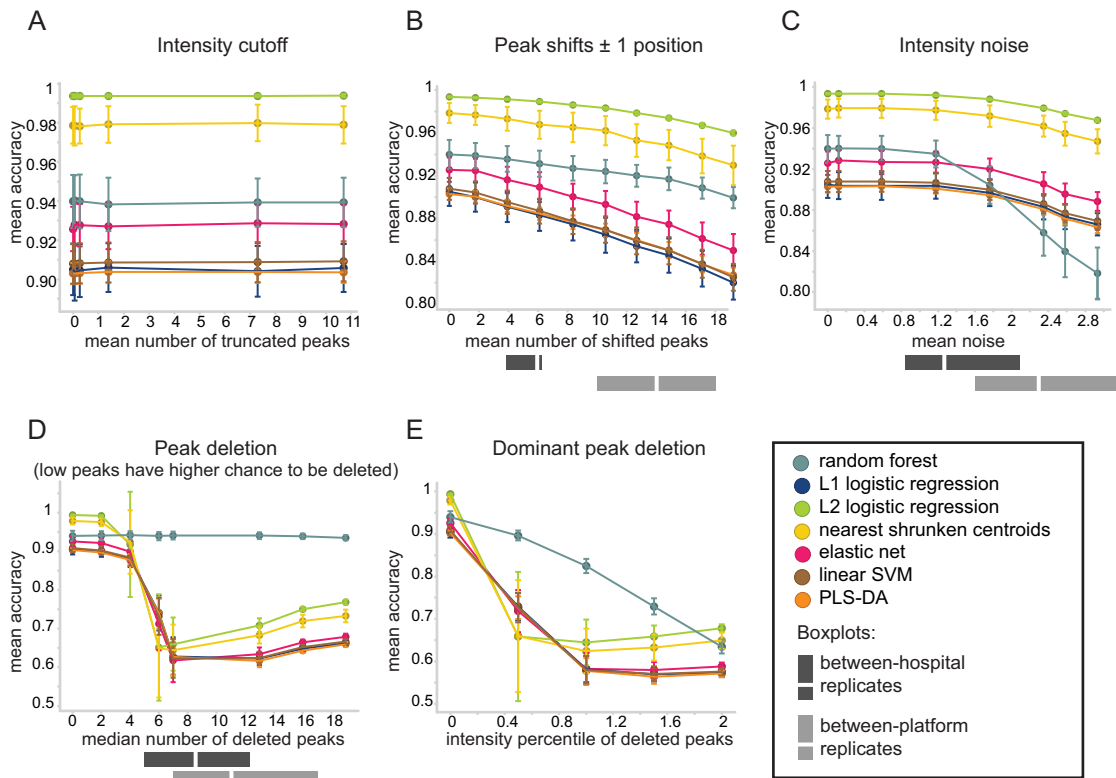 A
Intensity cutoff
1
0.98
0.96
0.94
0.92
0.90
mean accuracy
0 1 2 3 4 5 6 7 8 9 10 11
mean number of truncated peaks
B
Peak shifts ± 1 position
1
0.96
0.92
0.88
0.84
0.80
mean accuracy
0 2 4 6 8 10 12 14 16 18
mean number of shifted peaks
C
Intensity noise
1
0.96
0.92
0.88
0.84
0.80
mean accuracy
0 0.4 0.8 1.2 1.6 2 2.4 2.8
mean noise
D
Peak deletion
(low peaks have higher chance to be deleted)
1
0.9
0.8
0.7
0.6
0.5
mean accuracy
0 2 4 6 8 10 12 14 16 18
median number of deleted peaks
E
Dominant peak deletion
1
0.9
0.8
0.7
0.6
0.5
mean accuracy
0 0.4 0.8 1.2 1.6 2
intensity percentile of deleted peaks
random forest
L1 logistic regression
L2 logistic regression
nearest shrunken centroids
elastic net
linear SVM
PLS-DA
Boxplots:
between-hospital
replicates
between-platform
replicates